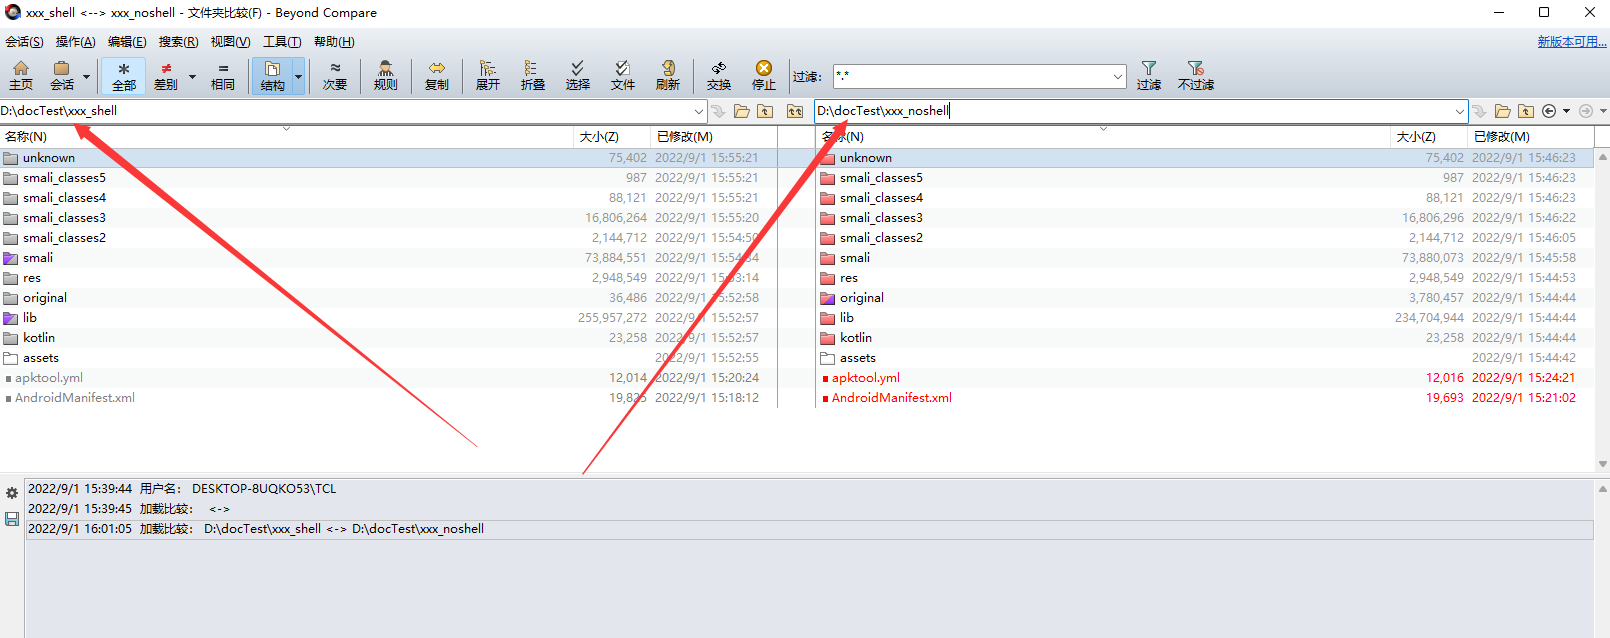 xxx_shell <--> xxx_noshell - 文件夹比较(F) - Beyond Compare
会话(S) 操作(A) 编辑(E) 搜索(R) 视图(V) 工具(T) 帮助(H) 新版本可用...
主页 会话 全部 差别 相同 结构 次要 规则 复制 展开 折叠 选择 文件 刷新 交换 停止 过滤: *.* 过滤 不过滤
D:\docTest\xxx_shell D:\docTest\xxx_noshell
名称(N) 大小(Z) 已修改(M) 名称(N) 大小(Z) 已修改(M)
unknown 75,402 2022/9/1 15:55:21 unknown 75,402 2022/9/1 15:46:23
smali_classes5 987 2022/9/1 15:55:21 smali_classes5 987 2022/9/1 15:46:23
smali_classes4 88,121 2022/9/1 15:55:21 smali_classes4 88,121 2022/9/1 15:46:23
smali_classes3 16,806,264 2022/9/1 15:55:20 smali_classes3 16,806,296 2022/9/1 15:46:22
smali_classes2 2,144,712 2022/9/1 15:54:50 smali_classes2 2,144,712 2022/9/1 15:46:05
smali 73,884,551 2022/9/1 smali 73,880,073 2022/9/1 15:45:58
res 2,948,549 2022/9/1 res 2,948,549 2022/9/1 15:44:53
original 36,486 2022/9/1 15:52:58 original 3,780,457 2022/9/1 15:44:44
lib 255,957,272 2022/9/1 15:52:57 lib 234,704,944 2022/9/1 15:44:44
kotlin 23,258 2022/9/1 15:52:57 kotlin 23,258 2022/9/1 15:44:44
assets 2022/9/1 15:52:55 assets 2022/9/1 15:44:42
apktool.yml 12,014 2022/9/1 15:20:24 apktool.yml 12,016 2022/9/1 15:24:21
AndroidManifest.xml 2022/9/1 15:18:12 AndroidManifest.xml 19,693 2022/9/1 15:21:02
2022/9/1 15:39:44 用户名: DESKTOP-8UQKO53\TCL
2022/9/1 15:39:45 加载比较: <->
2022/9/1 16:01:05 加载比较: D:\docTest\xxx_shell <-> D:\docTest\xxx_noshell